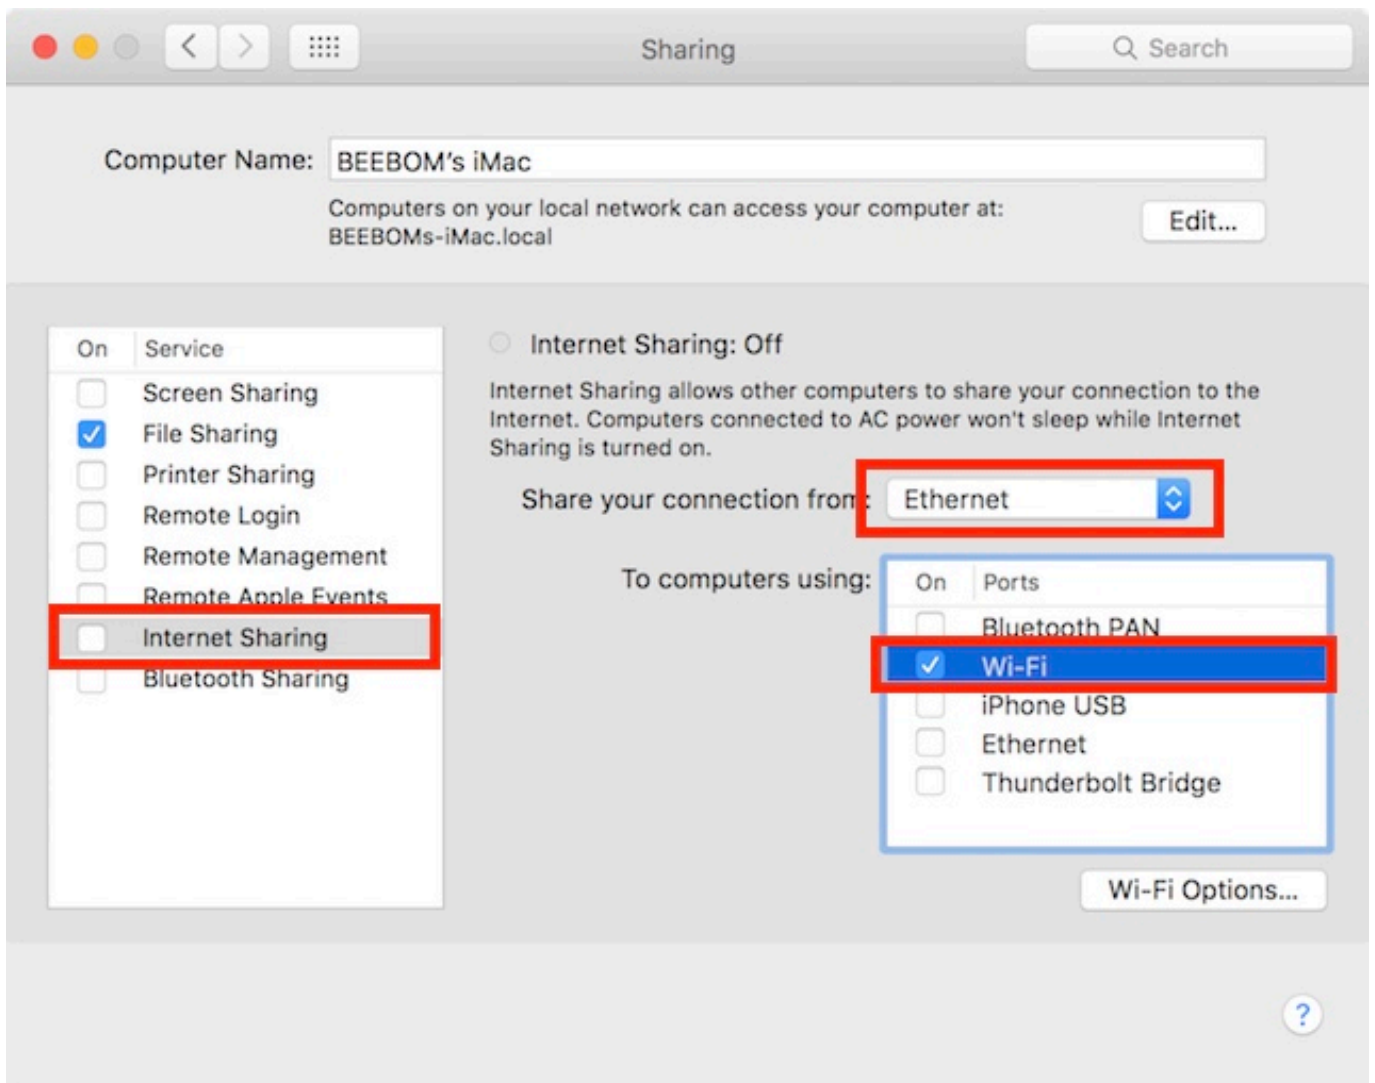 Sharing
Search
Computer Name: BEEBOM's iMac
Computers on your local network can access your computer at:
BEEBOMs-iMac.local
Edit...
On Service
Screen Sharing
File Sharing
Printer Sharing
Remote Login
Remote Management
Remote Apple Events
Internet Sharing
Bluetooth Sharing
Internet Sharing: Off
Internet Sharing allows other computers to share your connection to the
Internet. Computers connected to AC power won't sleep while Internet
Sharing is turned on.
Share your connection from: Ethernet
To computers using:
On Ports
Bluetooth PAN
Wi-Fi
iPhone USB
Ethernet
Thunderbolt Bridge
Wi-Fi Options...
?